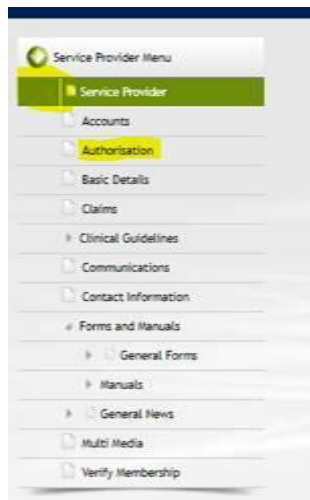 Service Provider Menu
Service Provider
Accounts
Authorisation
Basic Details
Claims
Clinical Guidelines
Communications
Contact Information
Forms and Manuals
General Forms
Manuals
General News
Multi Media
Verify Membership